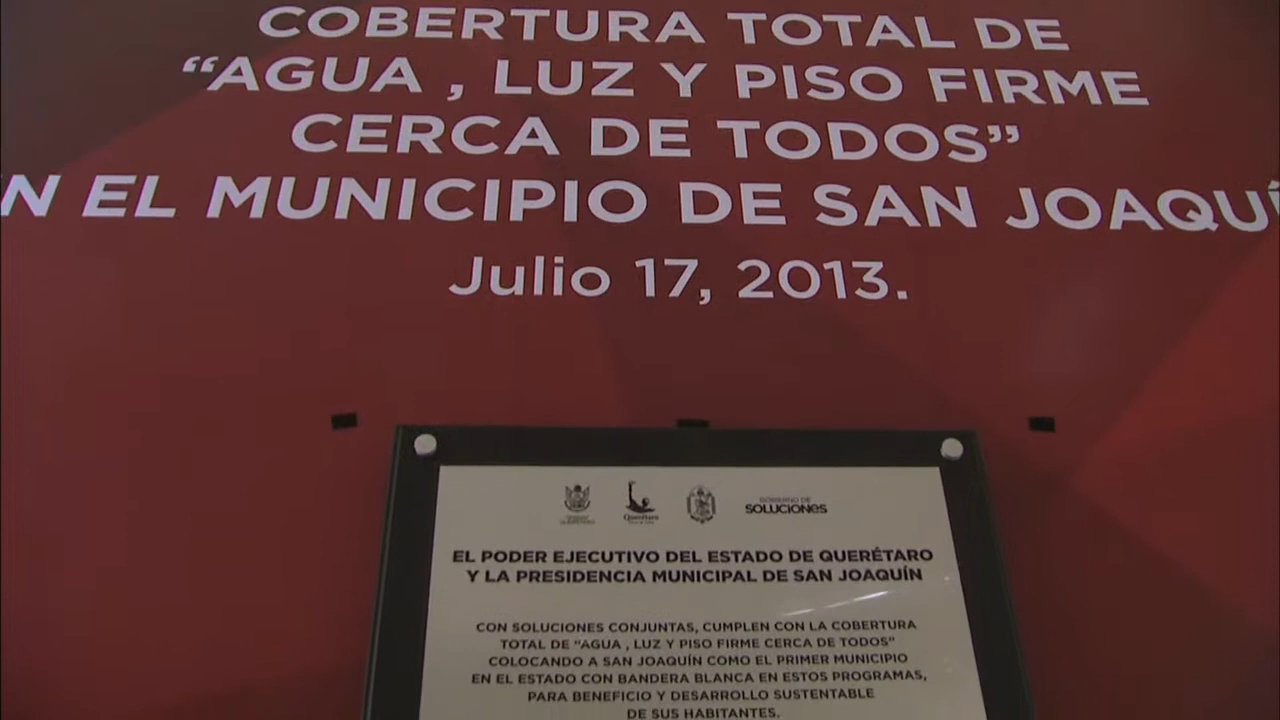 COBERTURA TOTAL DE
“AGUA , LUZ Y PISO FIRME
CERCA DE TODOS”
N EL MUNICIPIO DE SAN JOAQUÍ
Julio 17, 2013.
Querétaro
GOBIERNO DE
SOLUCIONES
EL PODER EJECUTIVO DEL ESTADO DE QUERÉTARO
Y LA PRESIDENCIA MUNICIPAL DE SAN JOAQUÍN
CON SOLUCIONES CONJUNTAS, CUMPLEN CON LA COBERTURA
TOTAL DE “AGUA , LUZ Y PISO FIRME CERCA DE TODOS”
COLOCANDO A SAN JOAQUÍN COMO EL PRIMER MUNICIPIO
EN EL ESTADO CON BANDERA BLANCA EN ESTOS PROGRAMAS,
PARA BENEFICIO Y DESARROLLO SUSTENTABLE
DE SUS HABITANTES.